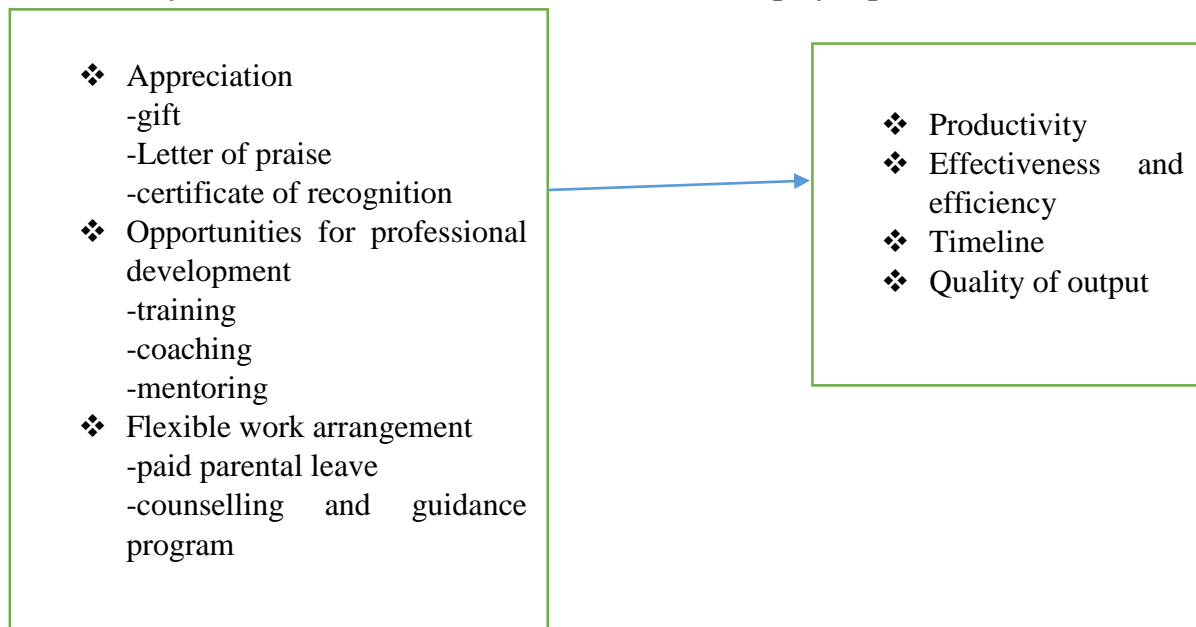 ❖ Appreciation
-gift
-Letter of praise
-certificate of recognition
❖ Opportunities for professional
development
-training
-coaching
-mentoring
❖ Flexible work arrangement
-paid parental leave
-counselling and guidance
program
❖ Productivity
❖ Effectiveness and
efficiency
❖ Timeline
❖ Quality of output